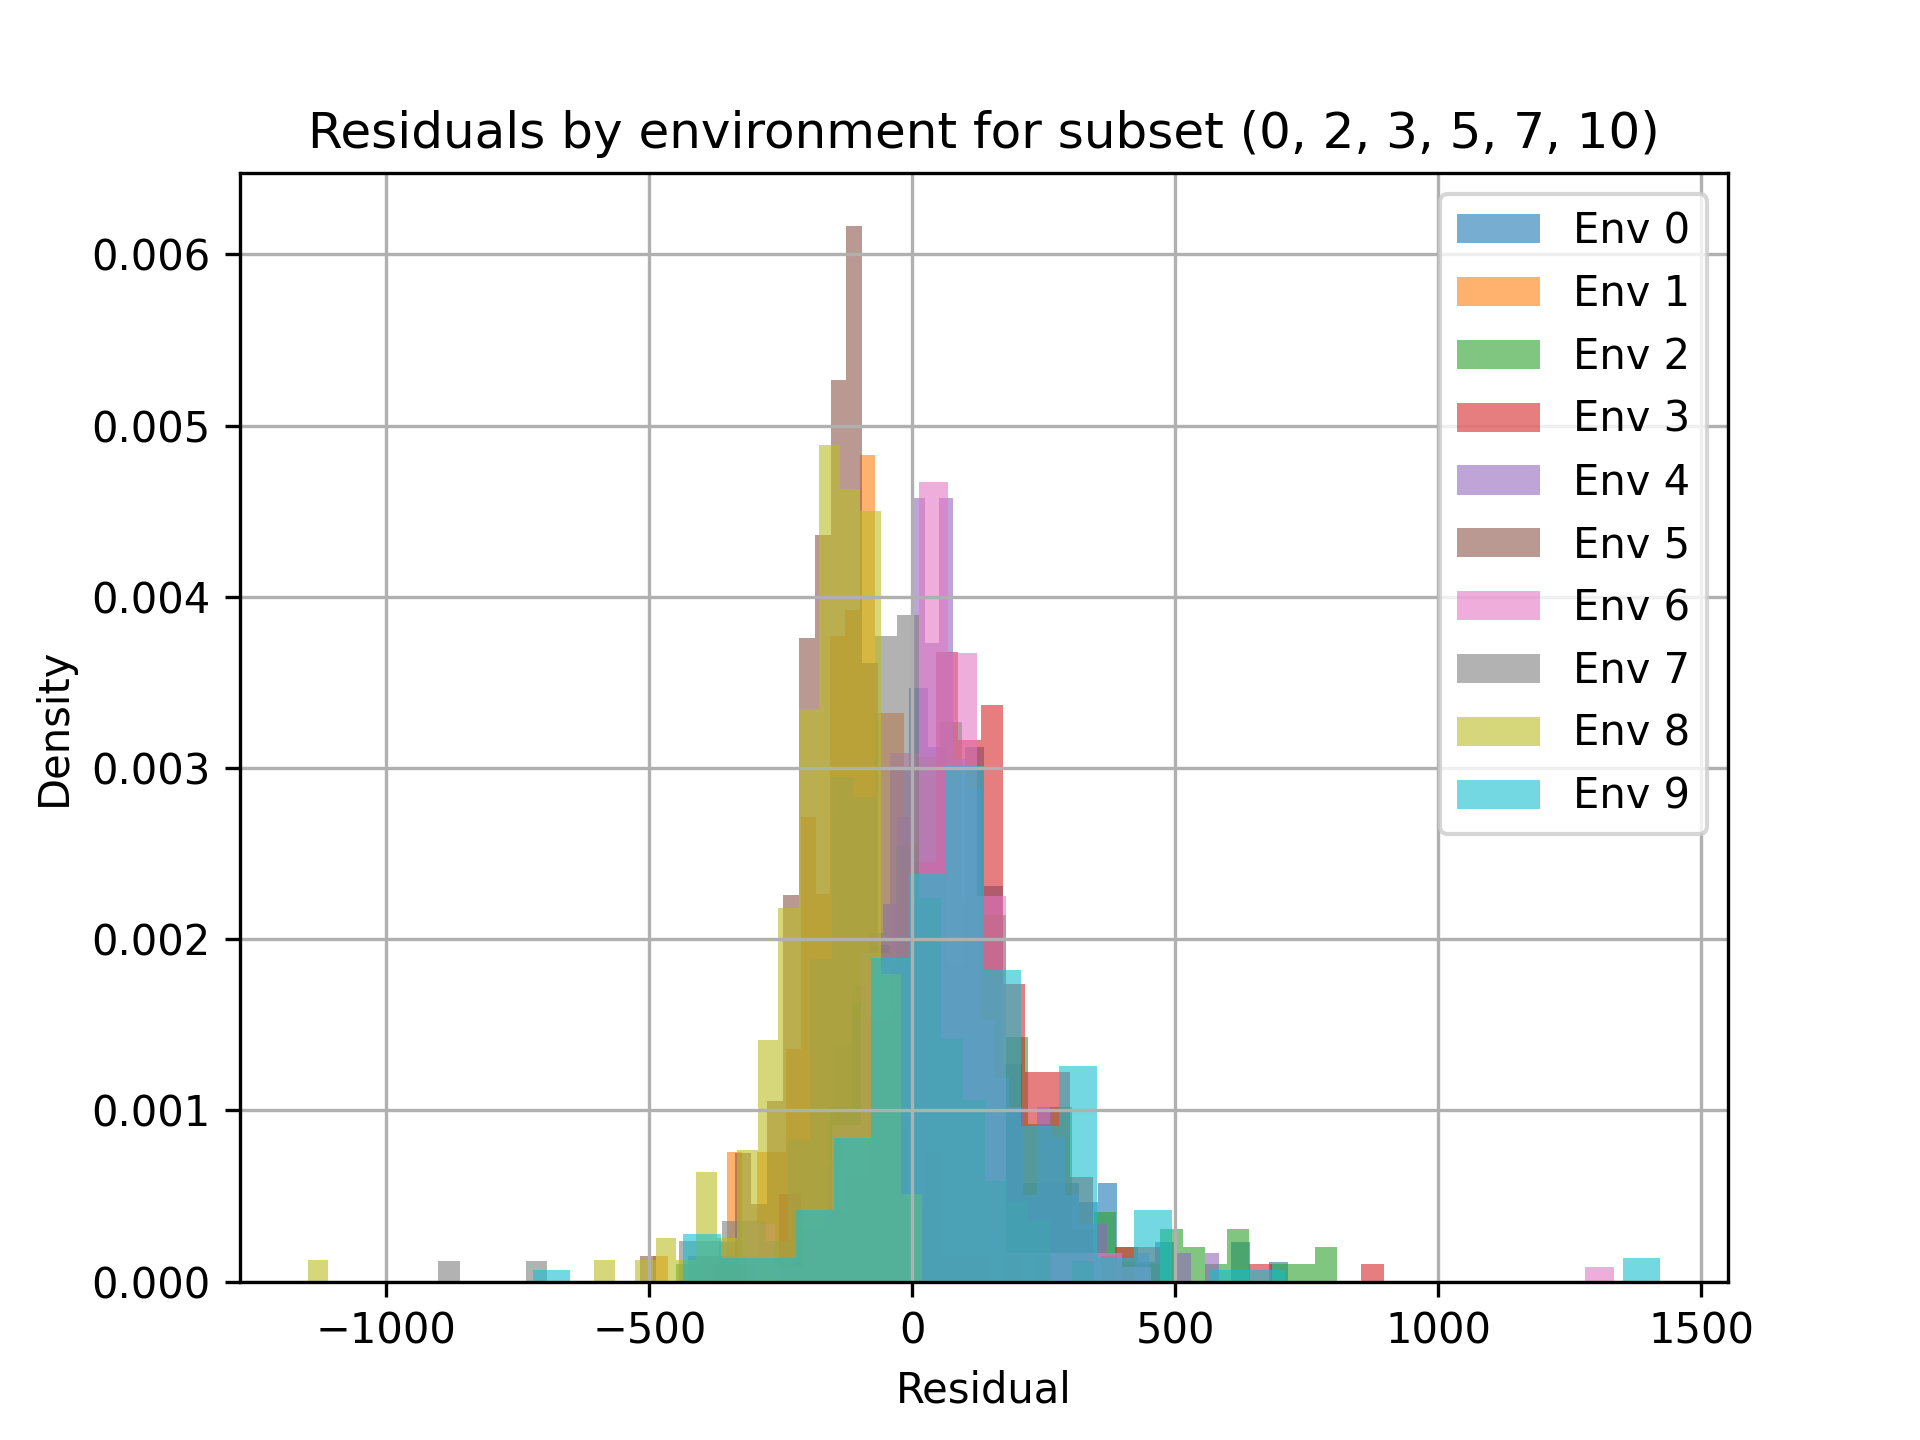 Residuals by environment for subset (0, 2, 3, 5, 7, 10)
Env 0
Env 1
Env 2
Env 3
Env 4
Env 5
Env 6
Env 7
Env 8
Env 9
0.006
0.005
0.004
0.003
0.002
0.001
0.000
Density
−1000 −500 0 500 1000 1500
Residual